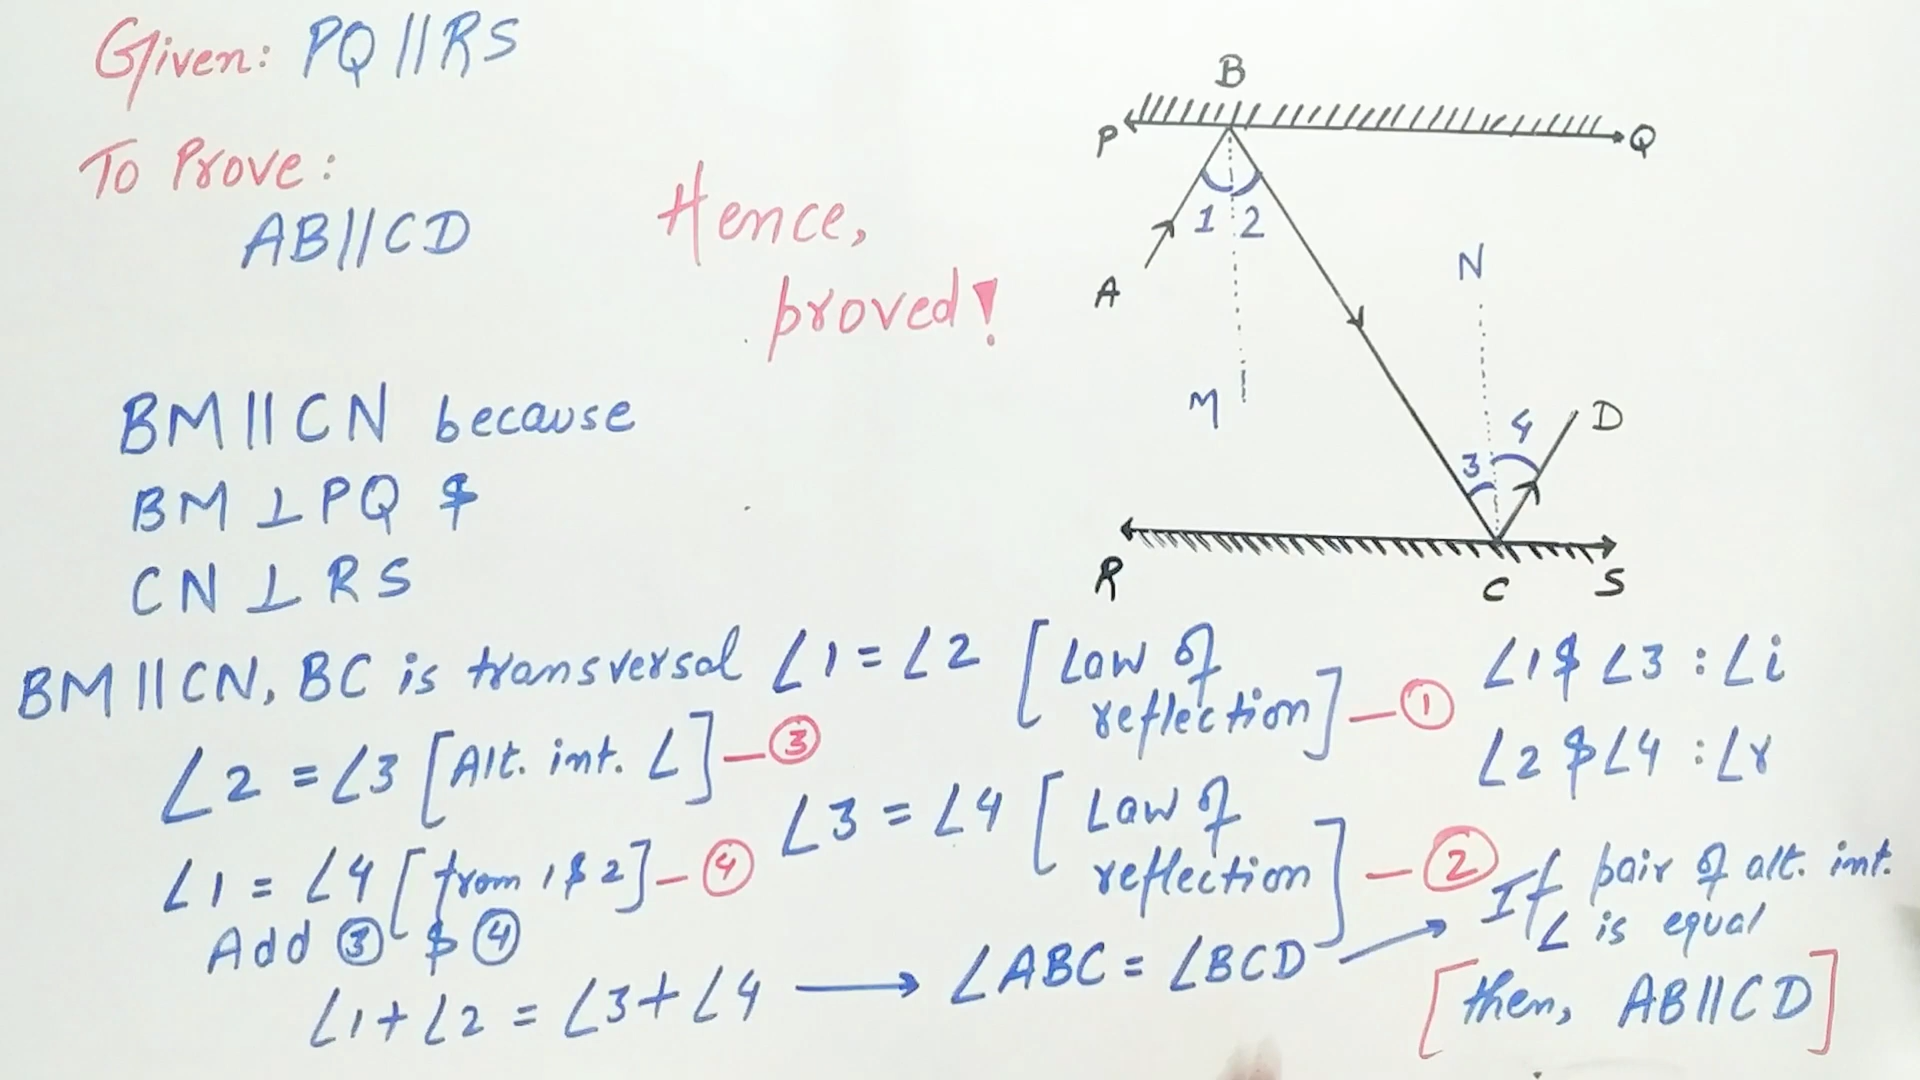 Given: PQ||RS
To Prove:
AB||CD
Hence,
proved!
B
P
Q
1 2
A
N
M
D
3
4
R
C
S
BM||CN because
BM⊥PQ $
CN⊥RS
BM||CN, BC is transversal
∠2=∠3 [Alt. int. ∠] — ③
∠1=∠4 [from 1$2] — ④
Add ③ $ ④
∠1+∠2=∠3+∠4 → ∠ABC=∠BCD →
∠1=∠2 [Law of
reflection] — ①
∠3=∠4 [Law of
reflection] — ②
∠1$∠3:∠i
∠2$∠4:∠r
If pair of alt. int.
∠ is equal
[then, AB||CD]